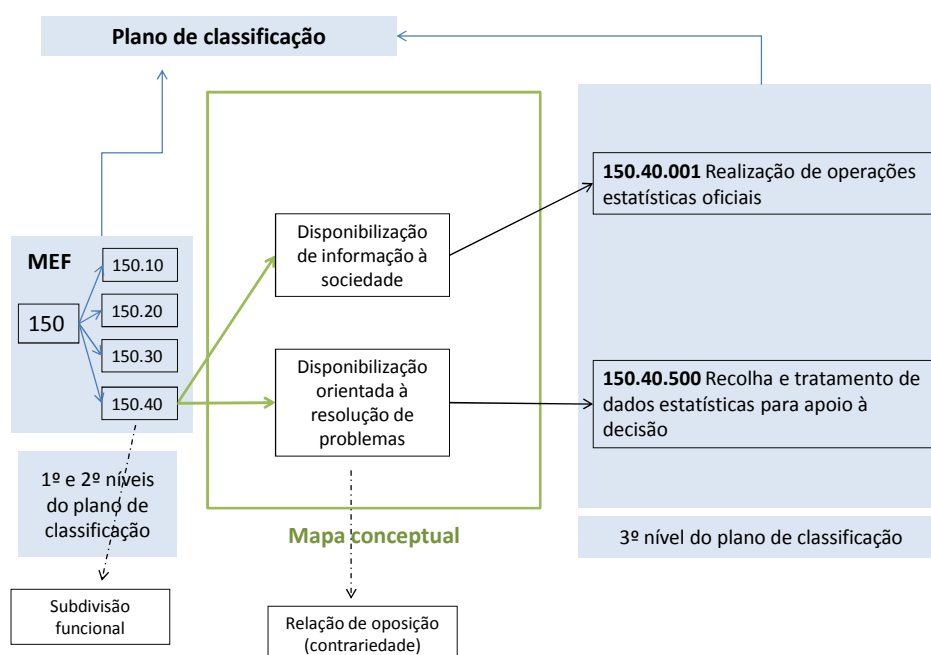 Plano de classificação
MEF
150
150.10
150.20
150.30
150.40
1º e 2º níveis
do plano de
classificação
Subdivisão
funcional
Disponibilização
de informação à
sociedade
Disponibilização
orientada à
resolução de
problemas
Mapa conceptual
Relação de oposição
(contrariedade)
150.40.001 Realização de operações
estatísticas oficiais
150.40.500 Recolha e tratamento de
dados estatísticas para apoio à
decisão
3º nível do plano de classificação